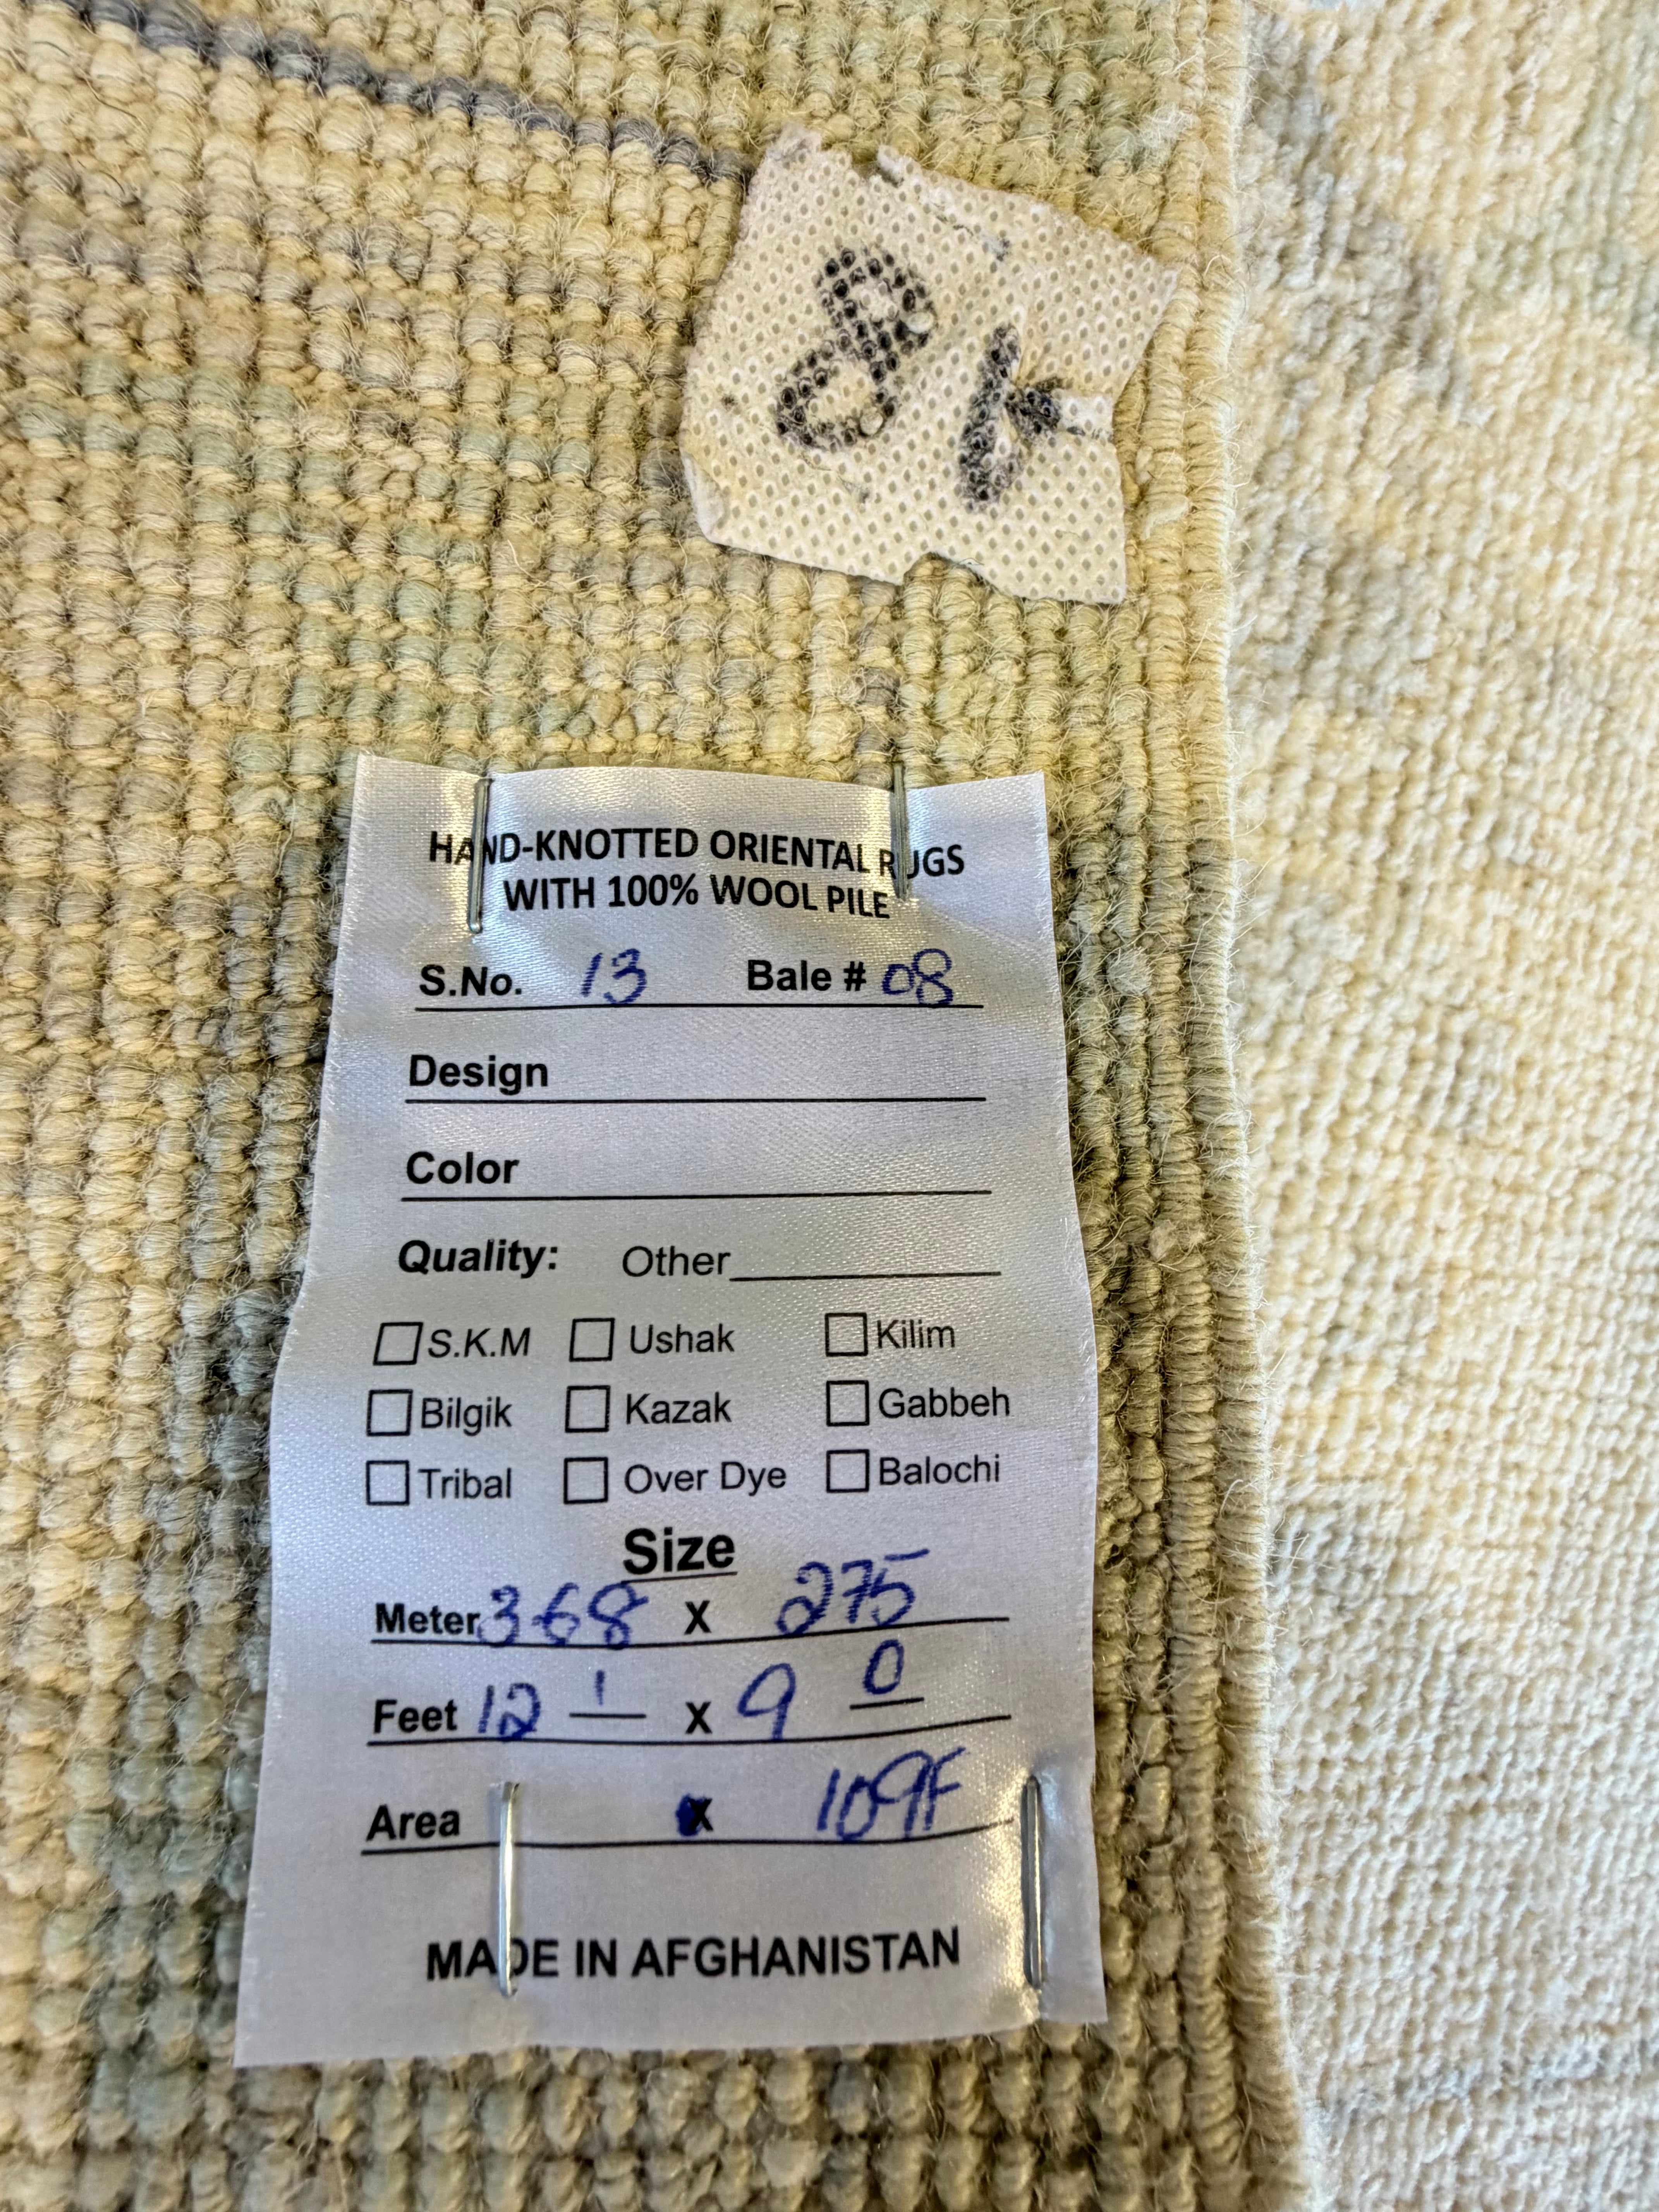 HAND-KNOTTED ORIENTAL RUGS
WITH 100% WOOL PILE
S.No. 13 Bale # 08
Design
Color
Quality: Other
S.K.M Ushak Kilim
Bilgik Kazak Gabbeh
Tribal Over Dye Balochi
Size
Meter 368 X 275
Feet 12 1 X 9 0
Area X 109F
MADE IN AFGHANISTAN